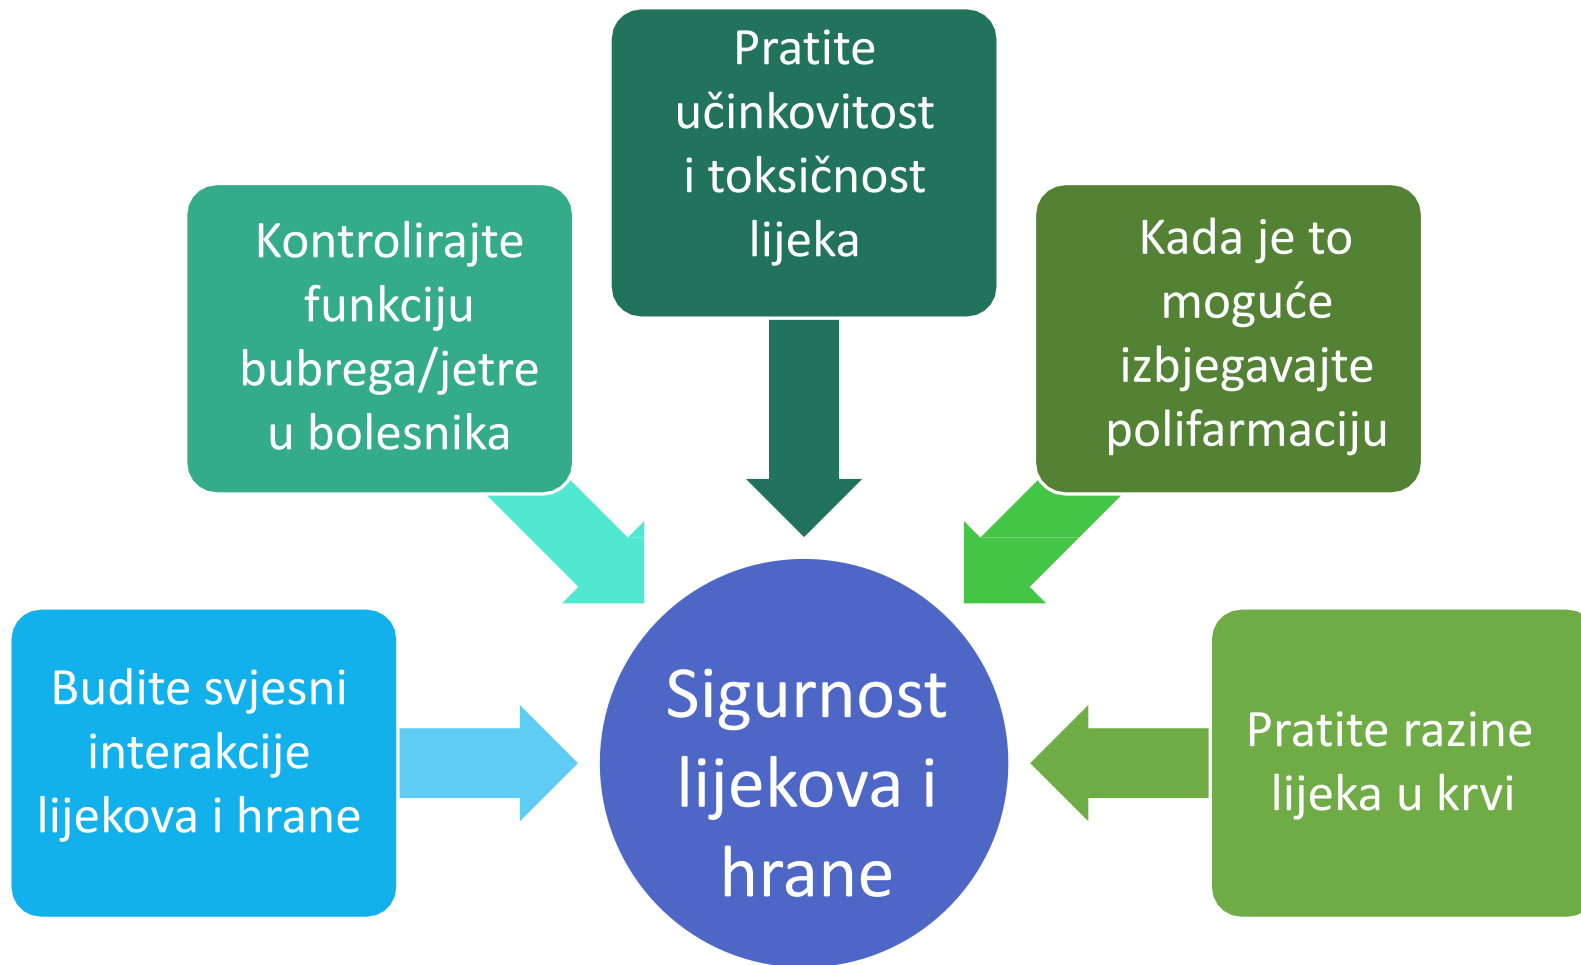 Pratite
učinkovitost
i toksičnost
lijeka
Kontrolirajte
funkciju
bubrega/jetre
u bolesnika
Kada je to
moguće
izbjegavajte
polifarmaciju
Budite svjesni
interakcije
lijekova i hrane
Sigurnost
lijekova i
hrane
Pratite razine
lijeka u krvi